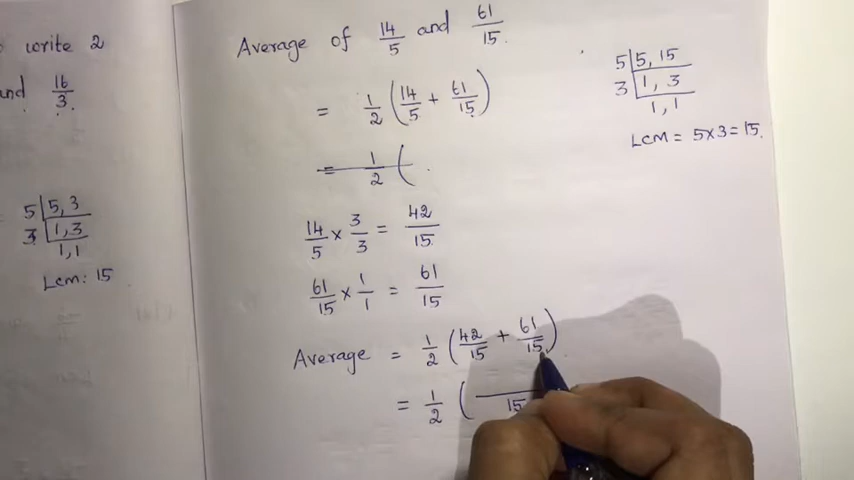 write 2
and 16/3.
5 | 5, 3
3 | 1, 3
1, 1
Lcm: 15
Average of 14/5 and 61/15.
= 1/2 (14/5 + 61/15)
= 1/2 (
14/5 × 3/3 = 42/15
61/15 × 1/1 = 61/15
Average = 1/2 (42/15 + 61/15)
= 1/2 ( /15
5 | 5, 15
3 | 1, 3
1, 1
LCM = 5×3 = 15.